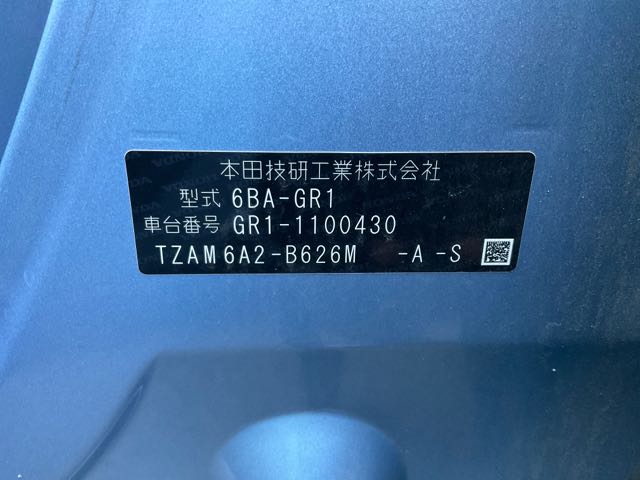 本田技研工業株式会社
型式 6BA-GR1
車台番号 GR1-1100430
TZAM6A2-B626M -A -S